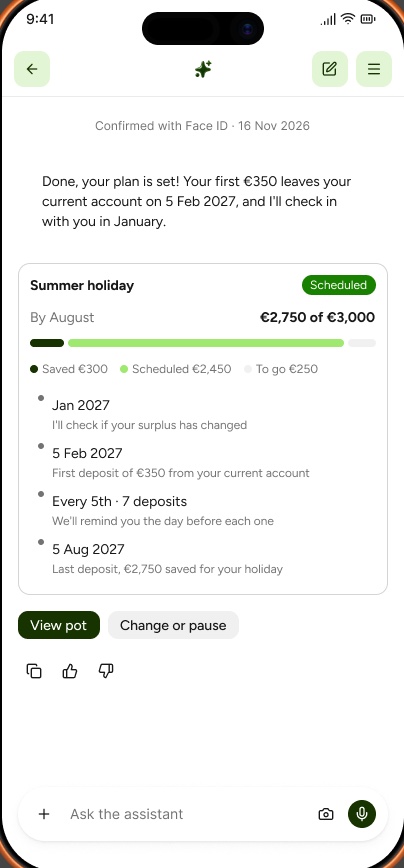 9:41
Confirmed with Face ID · 16 Nov 2026
Done, your plan is set! Your first €350 leaves your
current account on 5 Feb 2027, and I'll check in
with you in January.
Summer holiday
Scheduled
By August
€2,750 of €3,000
Saved €300
Scheduled €2,450
To go €250
Jan 2027
I'll check if your surplus has changed
5 Feb 2027
First deposit of €350 from your current account
Every 5th · 7 deposits
We'll remind you the day before each one
5 Aug 2027
Last deposit, €2,750 saved for your holiday
View pot
Change or pause
Ask the assistant